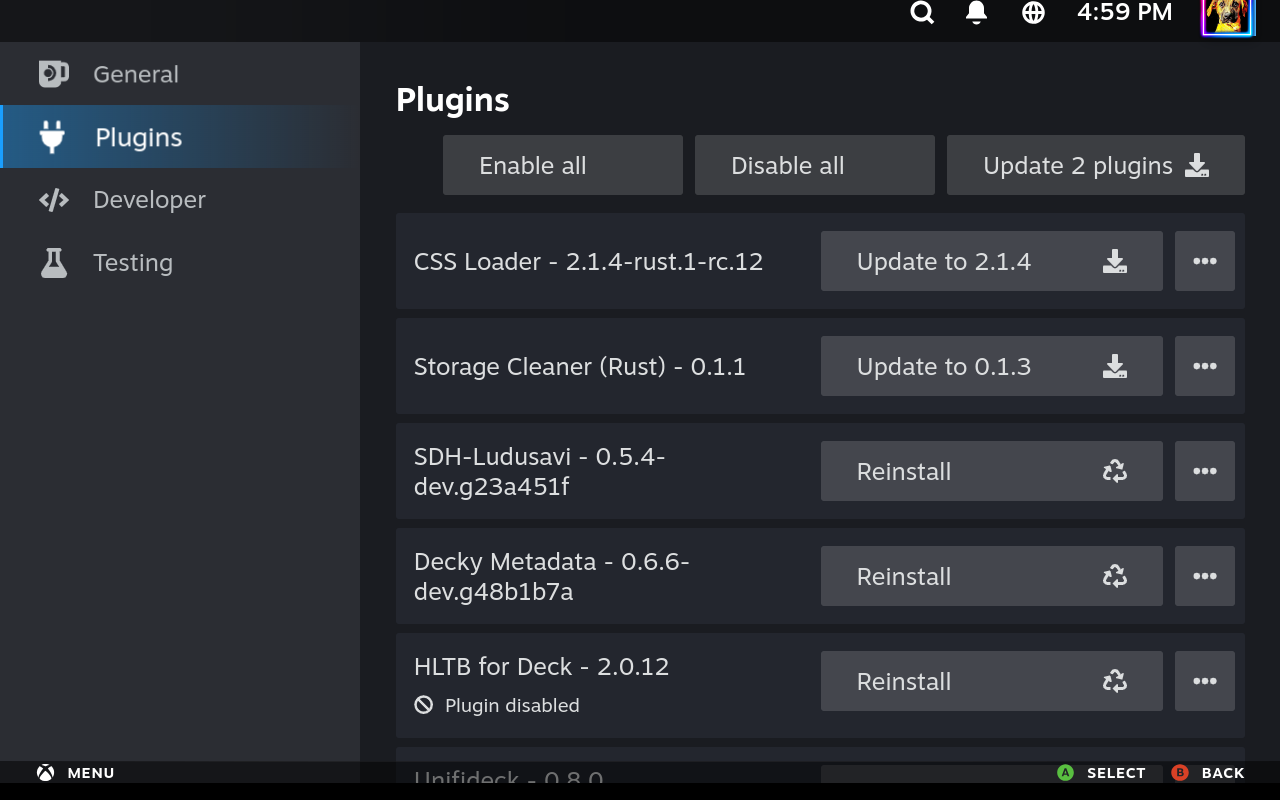 4:59 PM
General
Plugins
Developer
Testing
Plugins
Enable all
Disable all
Update 2 plugins
CSS Loader - 2.1.4-rust.1-rc.12
Update to 2.1.4
Storage Cleaner (Rust) - 0.1.1
Update to 0.1.3
SDH-Ludusavi - 0.5.4-
dev.g23a451f
Reinstall
Decky Metadata - 0.6.6-
dev.g48b1b7a
Reinstall
HLTB for Deck - 2.0.12
Plugin disabled
Reinstall
Unifideck - 0.8.0
MENU
A SELECT
B BACK